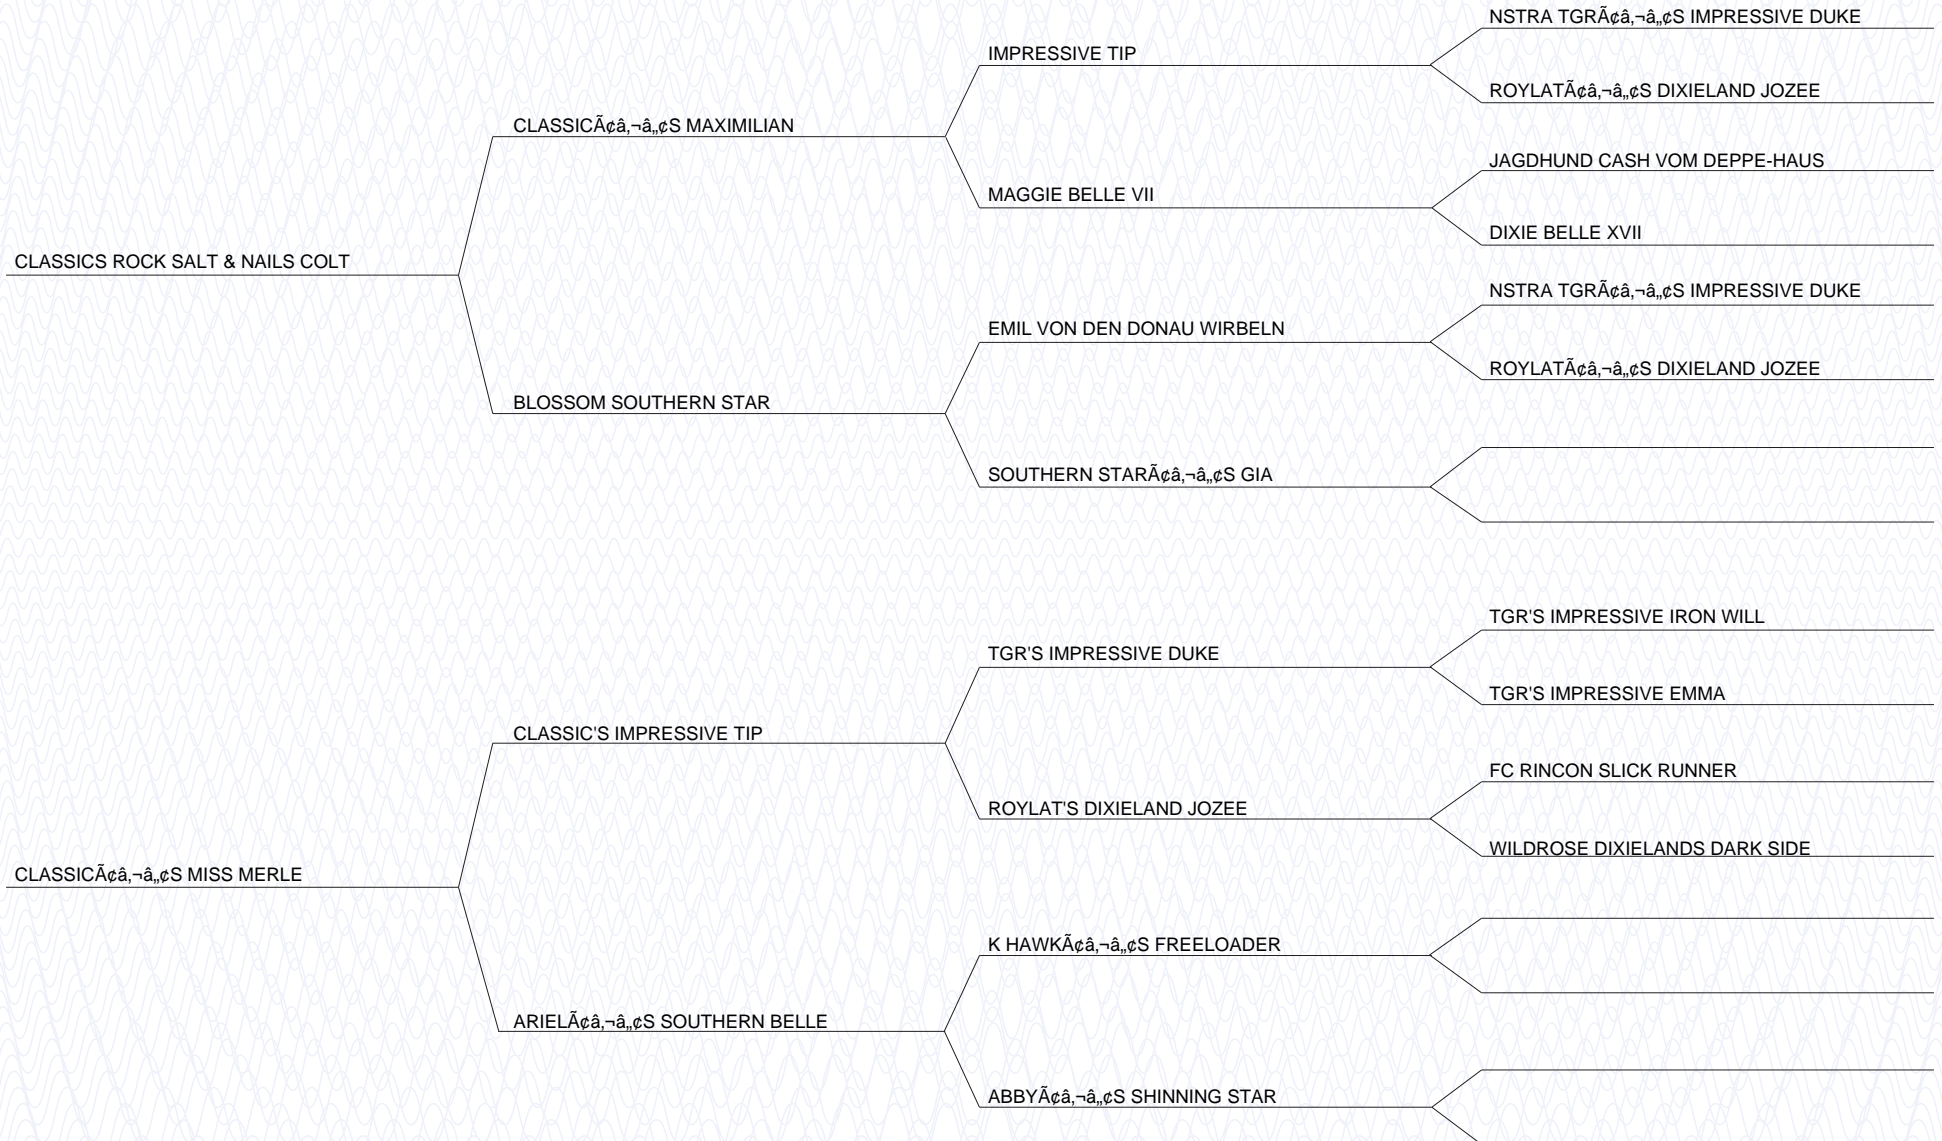 NSTRA TGRÃ¢â‚¬â„¢S IMPRESSIVE DUKE
IMPRESSIVE TIP
ROYLATÃ¢â‚¬â„¢S DIXIELAND JOZEE
CLASSICÃ¢â‚¬â„¢S MAXIMILIAN
JAGDHUND CASH VOM DEPPE-HAUS
MAGGIE BELLE VII
DIXIE BELLE XVII
CLASSICS ROCK SALT & NAILS COLT
NSTRA TGRÃ¢â‚¬â„¢S IMPRESSIVE DUKE
EMIL VON DEN DONAU WIRBELN
ROYLATÃ¢â‚¬â„¢S DIXIELAND JOZEE
BLOSSOM SOUTHERN STAR
SOUTHERN STARÃ¢â‚¬â„¢S GIA
TGR'S IMPRESSIVE IRON WILL
TGR'S IMPRESSIVE DUKE
TGR'S IMPRESSIVE EMMA
CLASSIC'S IMPRESSIVE TIP
FC RINCON SLICK RUNNER
ROYLAT'S DIXIELAND JOZEE
WILDROSE DIXIELANDS DARK SIDE
CLASSICÃ¢â‚¬â„¢S MISS MERLE
K HAWKÃ¢â‚¬â„¢S FREELOADER
ARIELÃ¢â‚¬â„¢S SOUTHERN BELLE
ABBYÃ¢â‚¬â„¢S SHINNING STAR